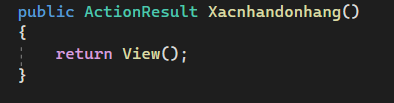 public ActionResult Xacnhandonhang()
{
return View();
}